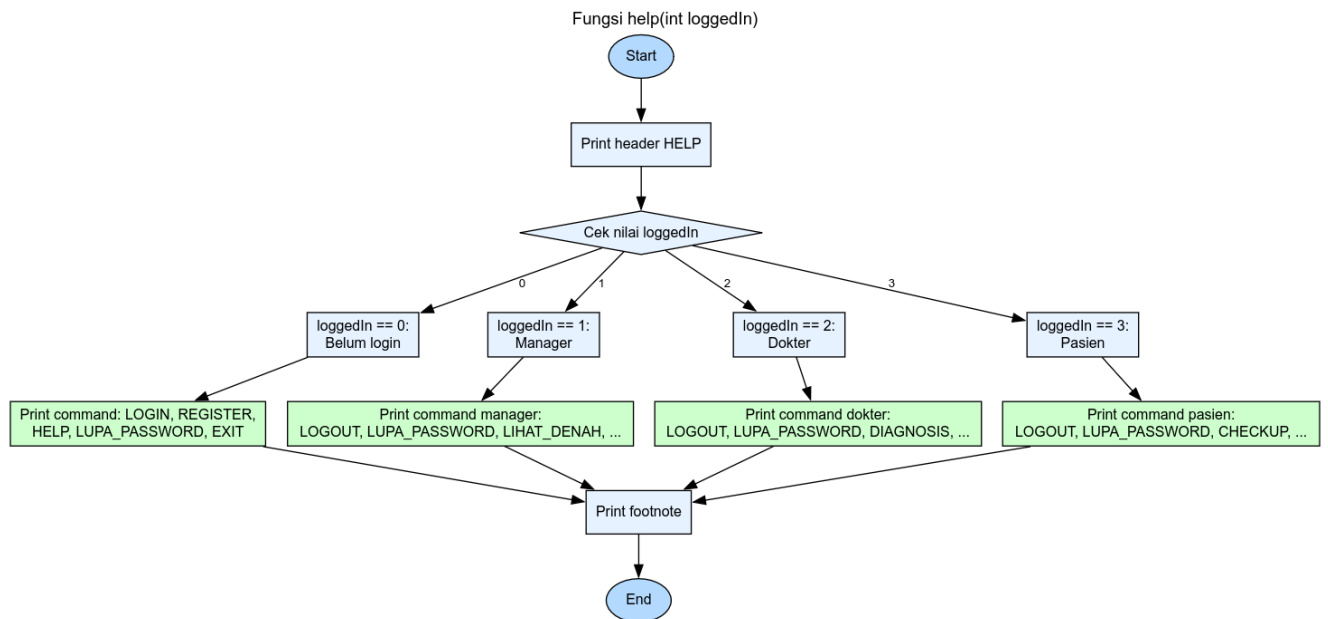 Fungsi help(int loggedIn)
Start
Print header HELP
Cek nilai loggedIn
0
1
2
3
loggedIn == 0:
Belum login
loggedIn == 1:
Manager
loggedIn == 2:
Dokter
loggedIn == 3:
Pasien
Print command: LOGIN, REGISTER,
HELP, LUPA_PASSWORD, EXIT
Print command manager:
LOGOUT, LUPA_PASSWORD, LIHAT_DENAH, ...
Print command dokter:
LOGOUT, LUPA_PASSWORD, DIAGNOSIS, ...
Print command pasien:
LOGOUT, LUPA_PASSWORD, CHECKUP, ...
Print footnote
End